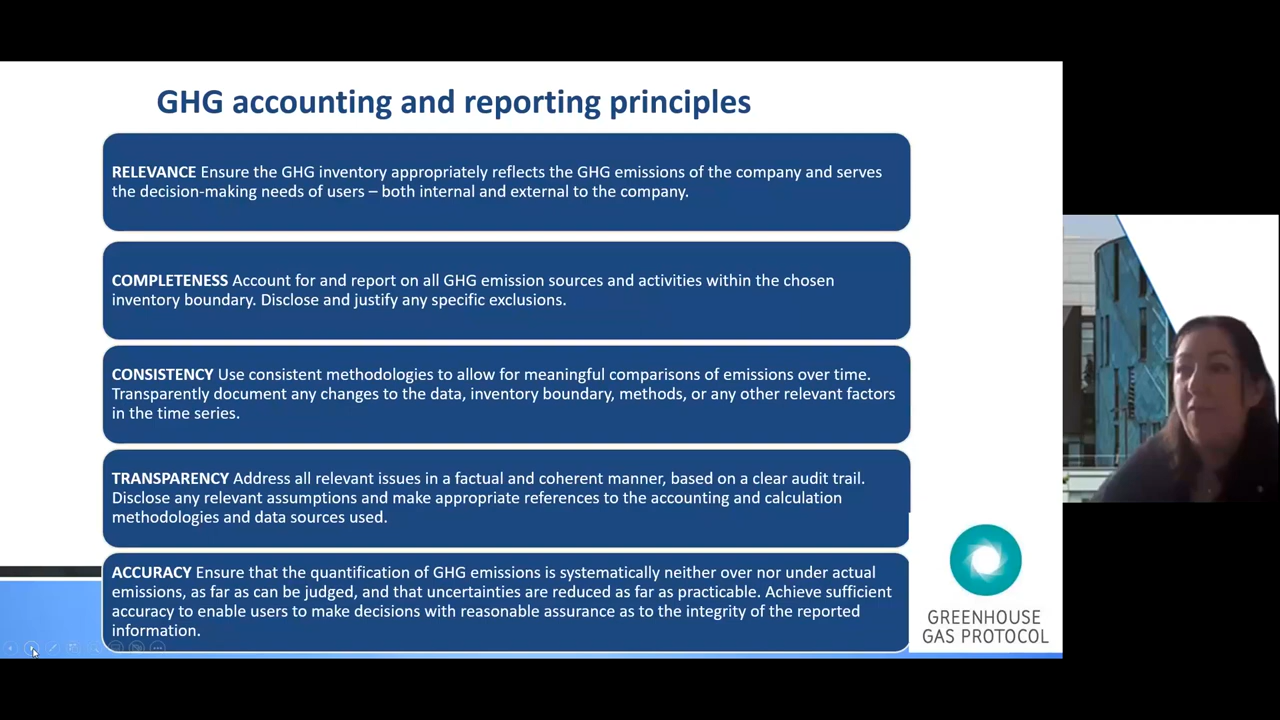 GHG accounting and reporting principles
RELEVANCE Ensure the GHG inventory appropriately reflects the GHG emissions of the company and serves
the decision-making needs of users – both internal and external to the company.
COMPLETENESS Account for and report on all GHG emission sources and activities within the chosen
inventory boundary. Disclose and justify any specific exclusions.
CONSISTENCY Use consistent methodologies to allow for meaningful comparisons of emissions over time.
Transparently document any changes to the data, inventory boundary, methods, or any other relevant factors
in the time series.
TRANSPARENCY Address all relevant issues in a factual and coherent manner, based on a clear audit trail.
Disclose any relevant assumptions and make appropriate references to the accounting and calculation
methodologies and data sources used.
ACCURACY Ensure that the quantification of GHG emissions is systematically neither over nor under actual
emissions, as far as can be judged, and that uncertainties are reduced as far as practicable. Achieve sufficient
accuracy to enable users to make decisions with reasonable assurance as to the integrity of the reported
information.
GREENHOUSE
GAS PROTOCOL